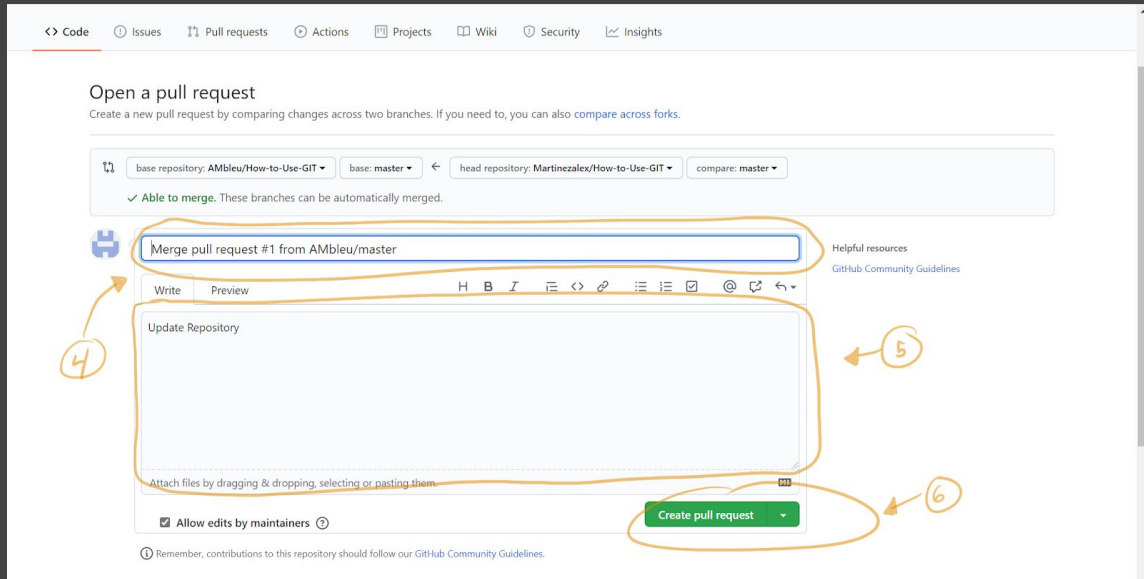 Code Issues Pull requests Actions Projects Wiki Security Insights
Open a pull request
Create a new pull request by comparing changes across two branches. If you need to, you can also compare across forks.
base repository: AMbleu/How-to-Use-GIT base: master ← head repository: Martinezalex/How-to-Use-GIT compare: master
Able to merge. These branches can be automatically merged.
Merge pull request #1 from AMbleu/master
Helpful resources
GitHub Community Guidelines
Write Preview H B I
Update Repository
4
5
Attach files by dragging & dropping, selecting or pasting them.
6
Create pull request
Allow edits by maintainers
Remember, contributions to this repository should follow our GitHub Community Guidelines.